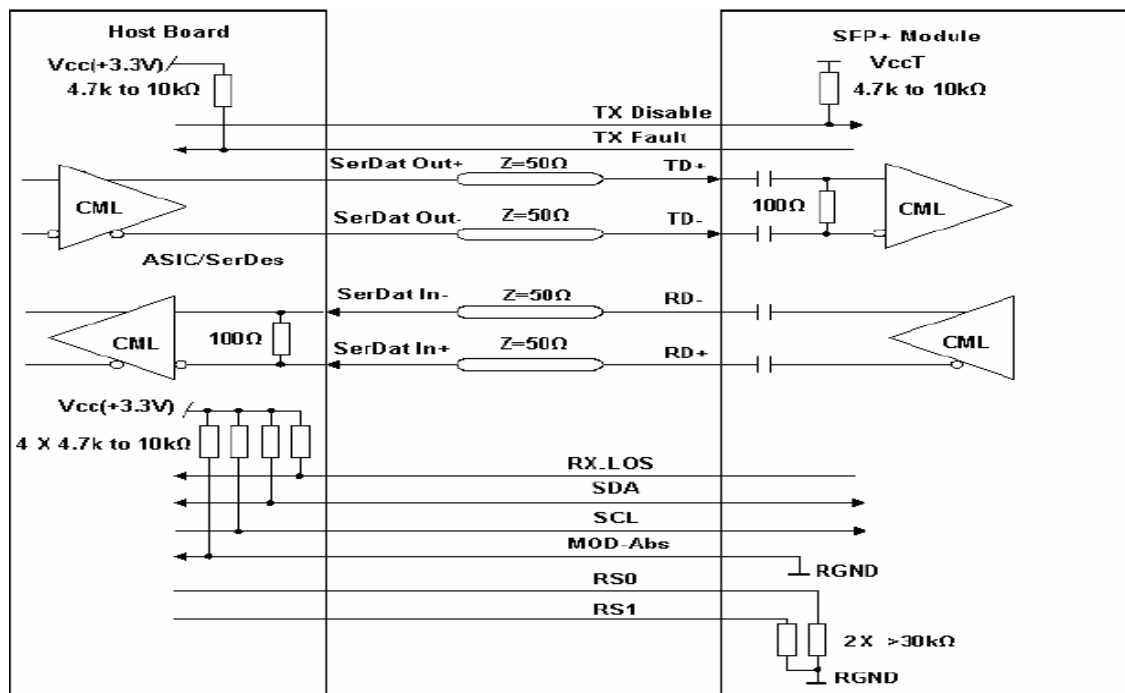 Host Board
SFP+ Module
Vcc(+3.3V)
VccT
4.7k to 10kΩ
4.7k to 10kΩ
TX Disable
TX Fault
SerDat Out+
Z=50Ω
TD+
CML
100Ω
CML
SerDat Out-
Z=50Ω
TD-
ASIC/SerDes
SerDat In-
Z=50Ω
RD-
100Ω
CML
CML
SerDat In+
Z=50Ω
RD+
Vcc(+3.3V)
4 X 4.7k to 10kΩ
RX_LOS
SDA
SCL
MOD-Abs
RGND
RS0
RS1
2X >30kΩ
RGND